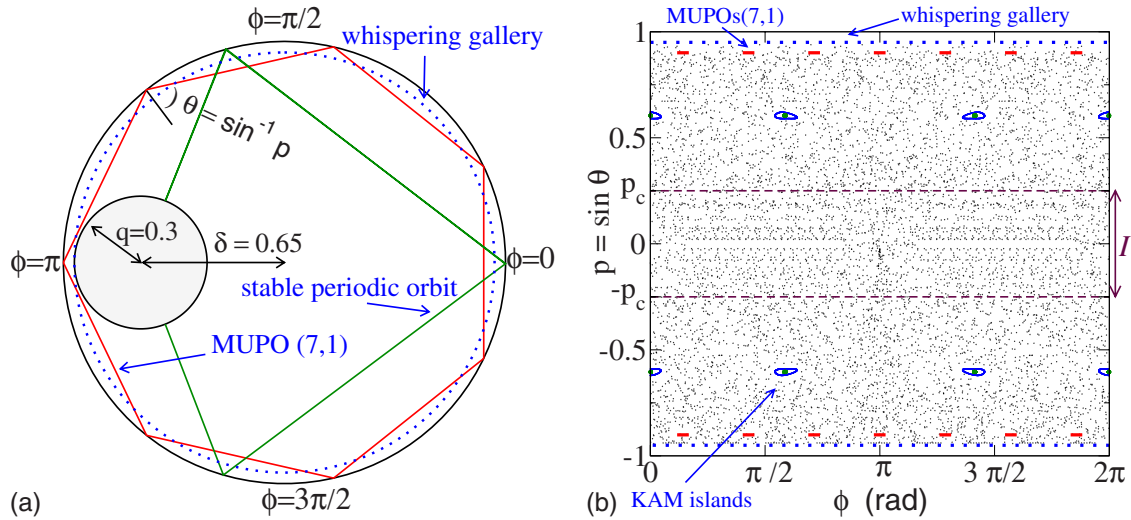 ϕ=π/2
whispering gallery
θ = sin⁻¹ p
q=0.3
δ = 0.65
ϕ=π
ϕ=0
stable periodic orbit
MUPO (7,1)
ϕ=3π/2
(a)
MUPOs(7,1)
whispering gallery
1
0.5
p_c
0
-p_c
-0.5
-1
p = sin θ
I
0
π /2
π
3 π/2
2π
KAM islands
ϕ (rad)
(b)